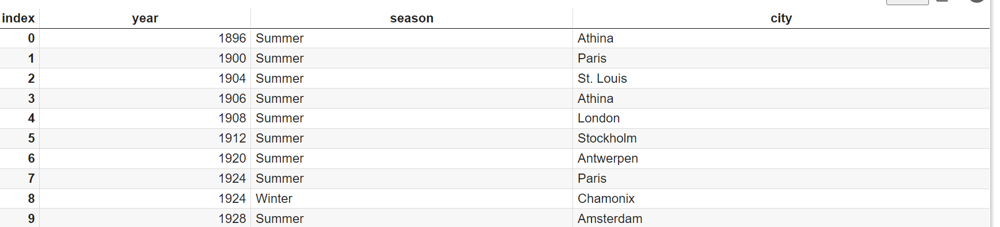 index year season city
0 1896 Summer Athina
1 1900 Summer Paris
2 1904 Summer St. Louis
3 1906 Summer Athina
4 1908 Summer London
5 1912 Summer Stockholm
6 1920 Summer Antwerpen
7 1924 Summer Paris
8 1924 Winter Chamonix
9 1928 Summer Amsterdam